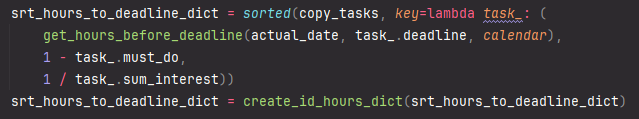 srt_hours_to_deadline_dict = sorted(copy_tasks, key=lambda task_: (
    get_hours_before_deadline(actual_date, task_.deadline, calendar),
    1 - task_.must_do,
    1 / task_.sum_interest))
srt_hours_to_deadline_dict = create_id_hours_dict(srt_hours_to_deadline_dict)